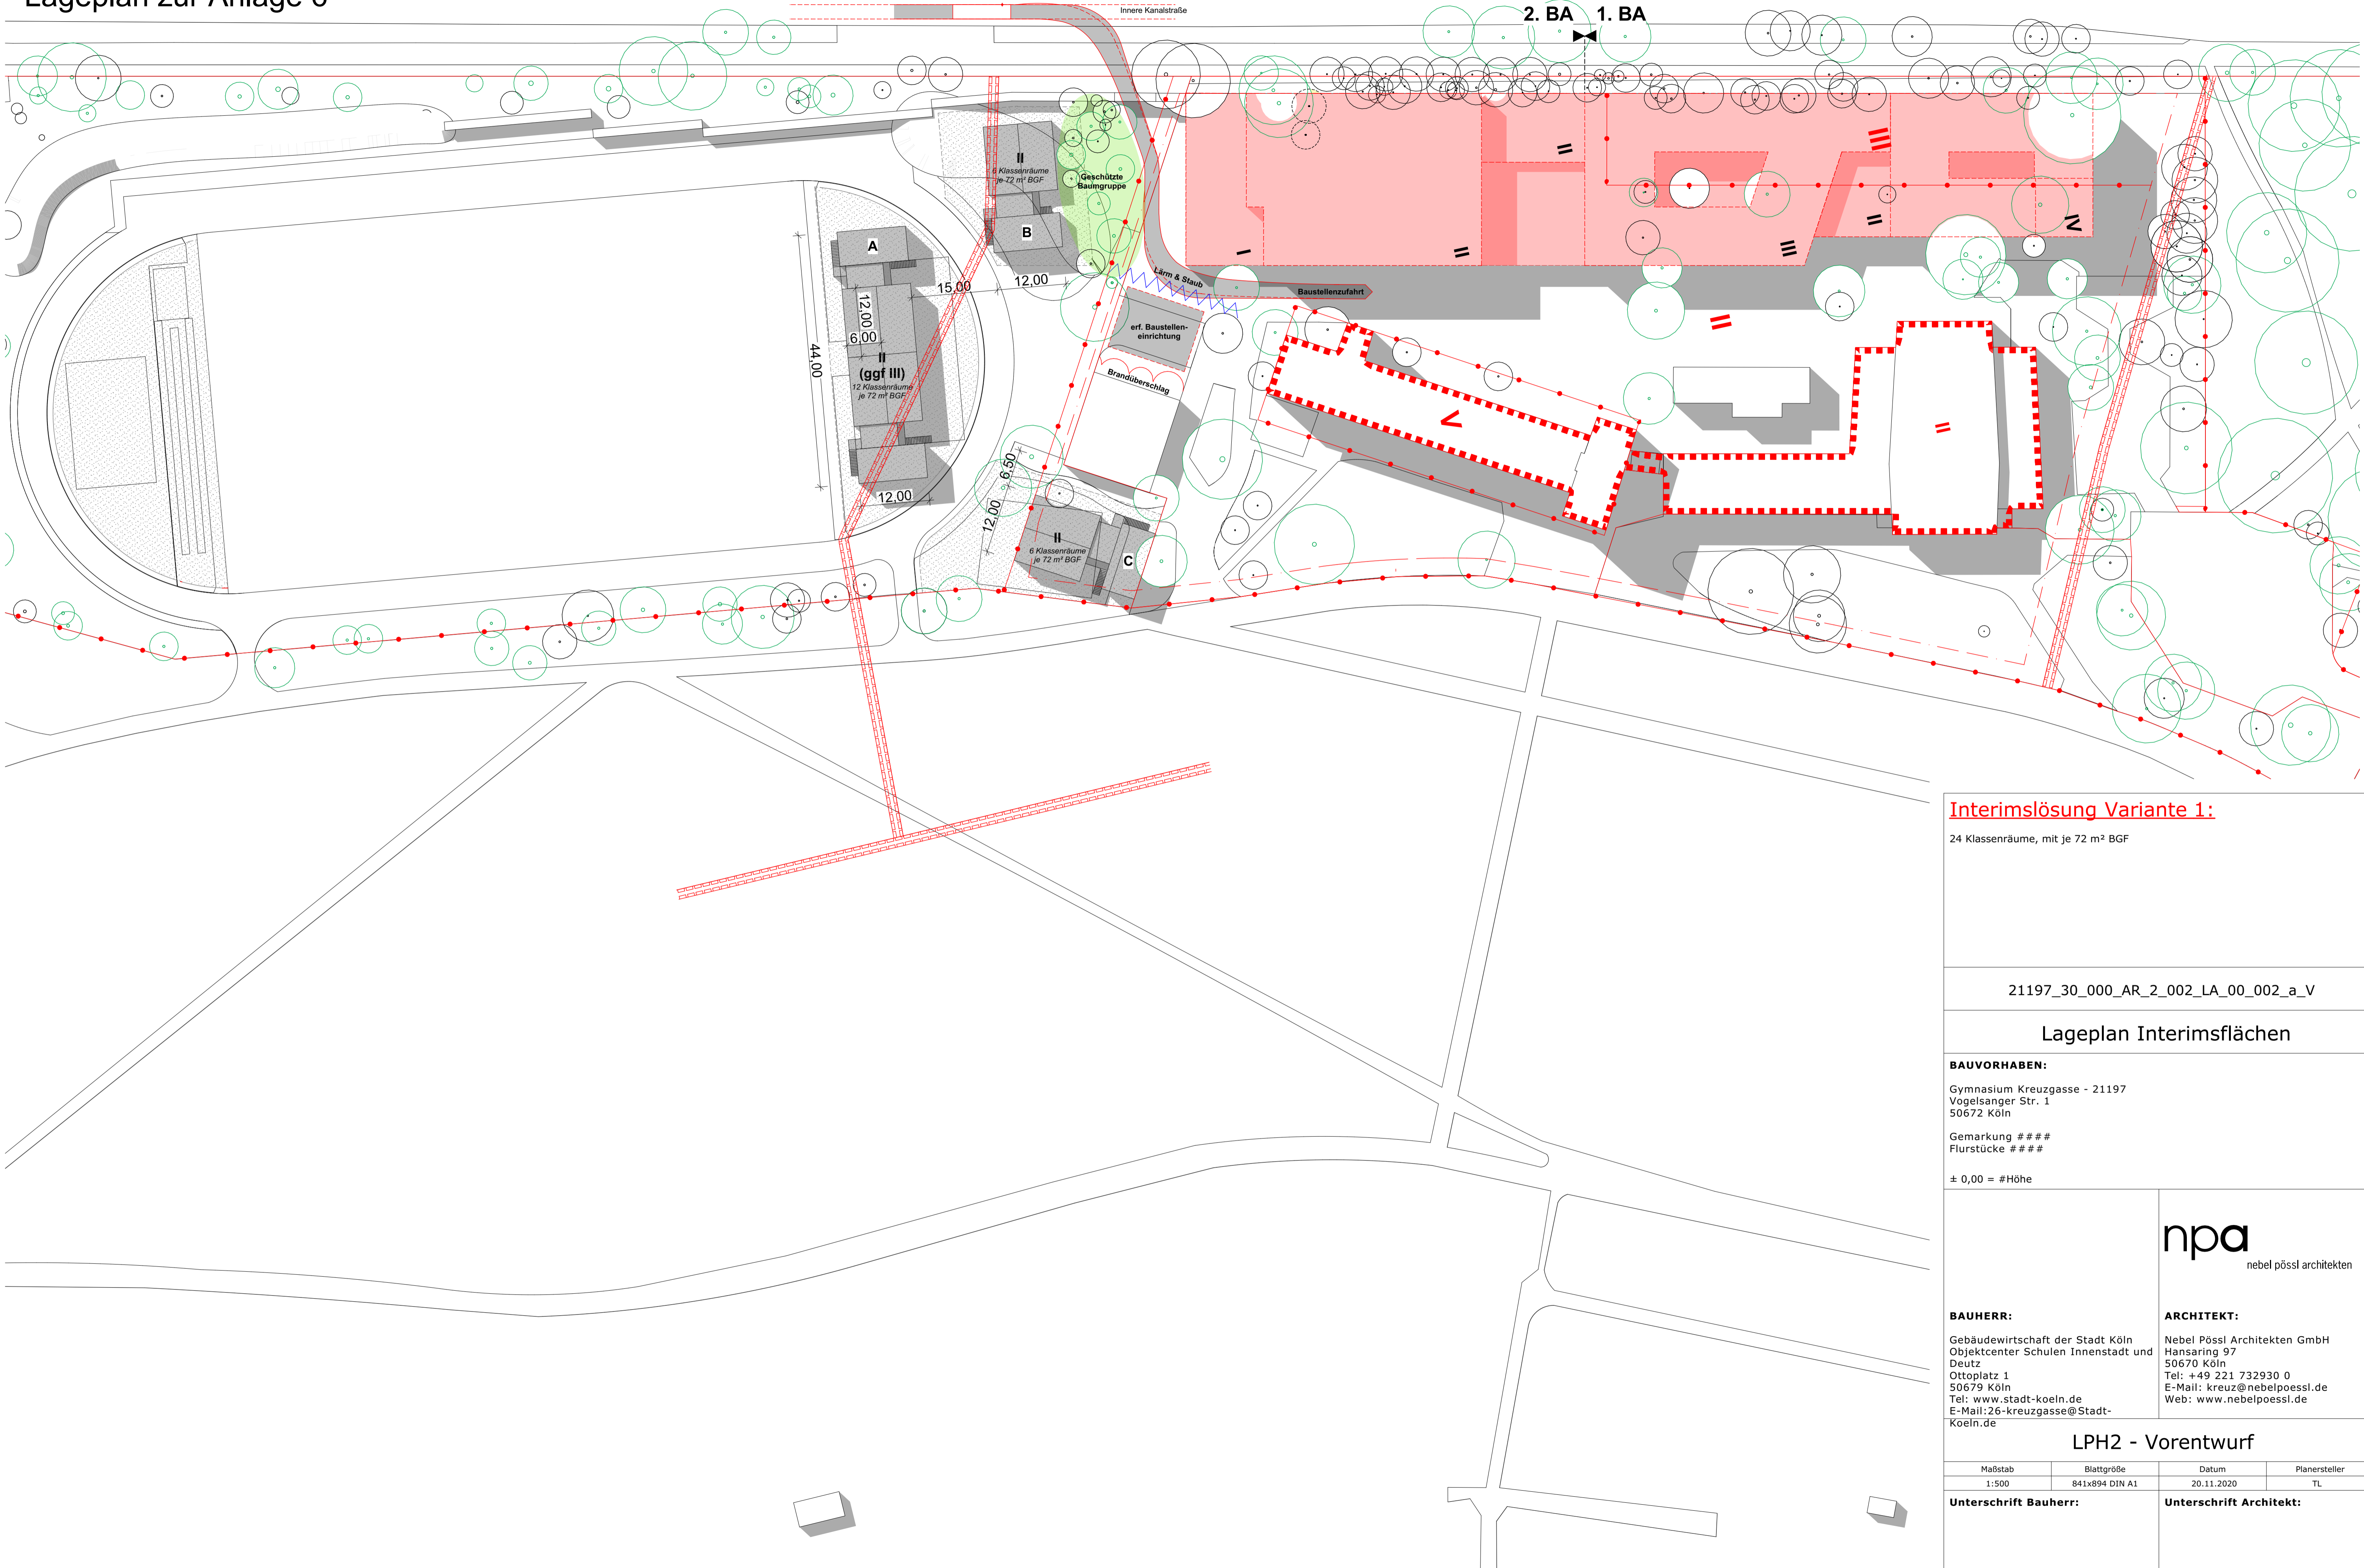 Lageplan zur Anlage 6
Innere Kanalstraße
2. BA
1. BA
II
6 Klassenräume
je 72 m² BGF
Geschützte
Baumgruppe
B
A
15,00
12,00
12,00
6,00
44,00
II
(ggf III)
12 Klassenräume
je 72 m² BGF
12,00
Lärm & Staub
Baustellenzufahrt
erf. Baustellen-
einrichtung
Brandüberschlag
6,50
12,00
II
6 Klassenräume
je 72 m² BGF
C
I
II
II
III
II
III
V
II
V
II
Interimslösung Variante 1:
24 Klassenräume, mit je 72 m² BGF
21197_30_000_AR_2_002_LA_00_002_a_V
Lageplan Interimsflächen
BAUVORHABEN:
Gymnasium Kreuzgasse - 21197
Vogelsanger Str. 1
50672 Köln
Gemarkung ####
Flurstücke ####
± 0,00 = #Höhe
npa
nebel pössl architekten
BAUHERR:
Gebäudewirtschaft der Stadt Köln
Objektcenter Schulen Innenstadt und
Deutz
Ottoplatz 1
50679 Köln
Tel: www.stadt-koeln.de
E-Mail:26-kreuzgasse@Stadt-
Koeln.de
ARCHITEKT:
Nebel Pössl Architekten GmbH
Hansaring 97
50670 Köln
Tel: +49 221 732930 0
E-Mail: kreuz@nebelpoessl.de
Web: www.nebelpoessl.de
LPH2 - Vorentwurf
Maßstab Blattgröße Datum Planersteller
1:500 841x894 DIN A1 20.11.2020 TL
Unterschrift Bauherr:
Unterschrift Architekt: